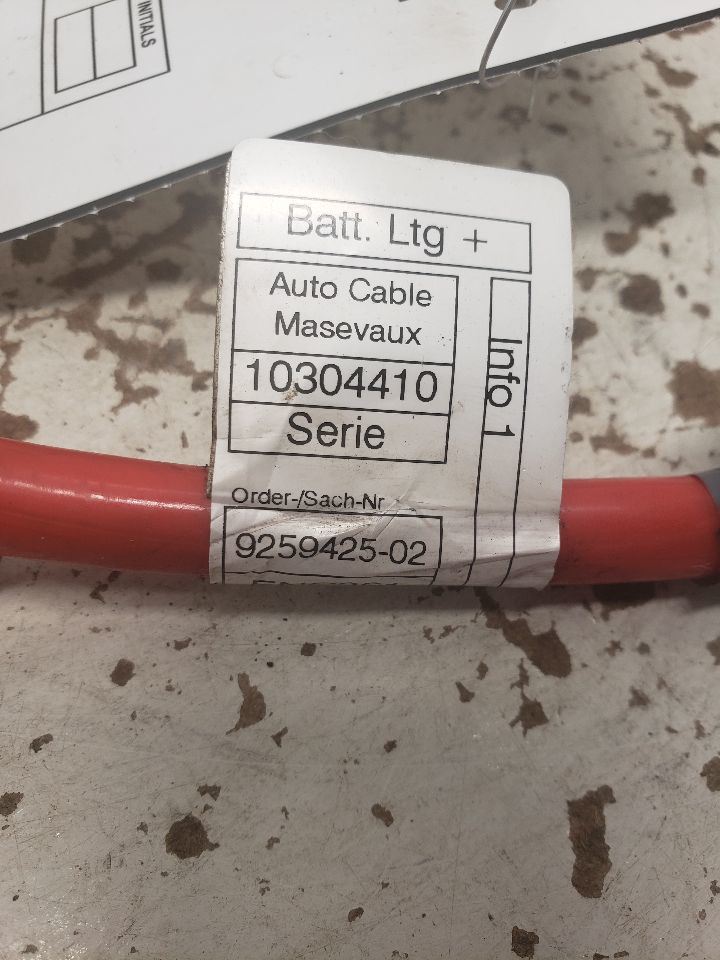 INITIALS
Batt. Ltg +
Auto Cable
Masevaux
10304410
Serie
Info 1
Order-/Sach-Nr
9259425-02